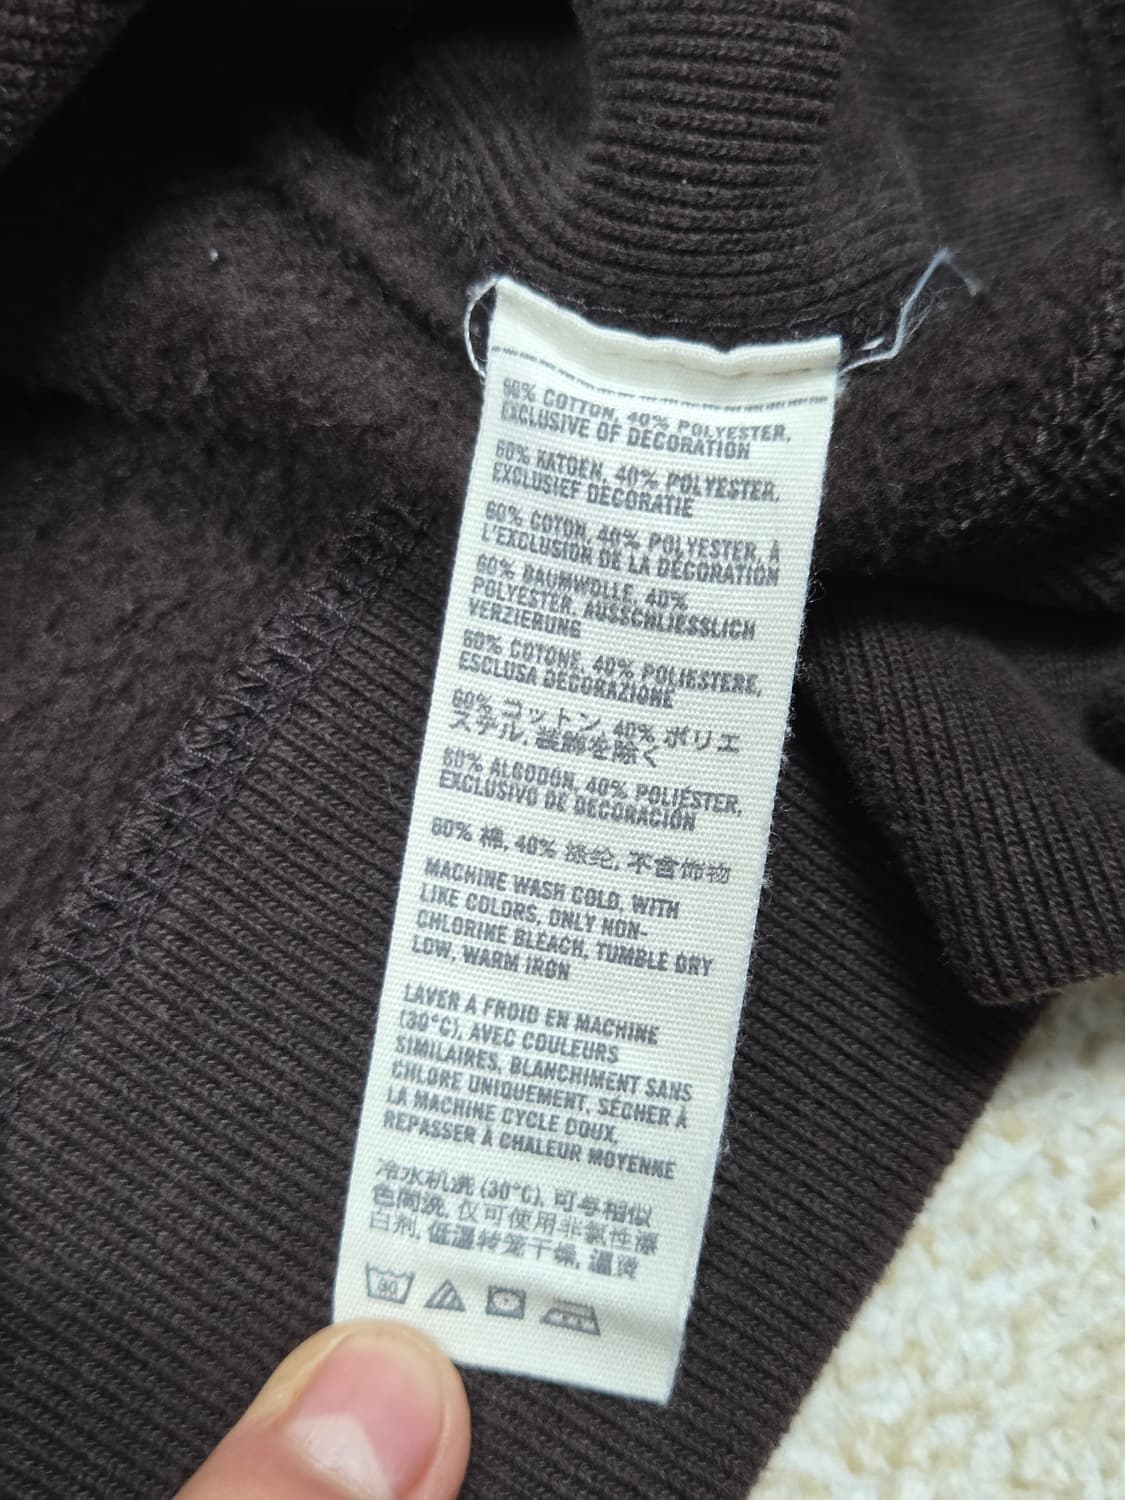 60% COTTON, 40% POLYESTER,
EXCLUSIVE OF DECORATION
60% KATOEN, 40% POLYESTER,
EXCLUSIEF DECORATIE
60% COTON, 40% POLYESTER, À
L'EXCLUSION DE LA DÉCORATION
60% BAUMWOLLE, 40%
POLYESTER, AUSSCHLIESSLICH
VERZIERUNG
60% COTONE, 40% POLIESTERE,
ESCLUSA DECORAZIONE
60% コットン, 40% ポリエ
ステル, 装飾を除く
60% ALGODÓN, 40% POLIÉSTER,
EXCLUSIVO DE DECORACIÓN
60% 棉, 40% 涤纶, 不含饰物
MACHINE WASH COLD, WITH
LIKE COLORS, ONLY NON-
CHLORINE BLEACH, TUMBLE DRY
LOW, WARM IRON
LAVER À FROID EN MACHINE
(30°C), AVEC COULEURS
SIMILAIRES, BLANCHIMENT SANS
CHLORE UNIQUEMENT, SÉCHER À
LA MACHINE CYCLE DOUX,
REPASSER À CHALEUR MOYENNE
冷水机洗 (30°C), 可与相似
色同洗, 仅可使用非氯性漂
白剂, 低温转笼干燥, 温烫
30